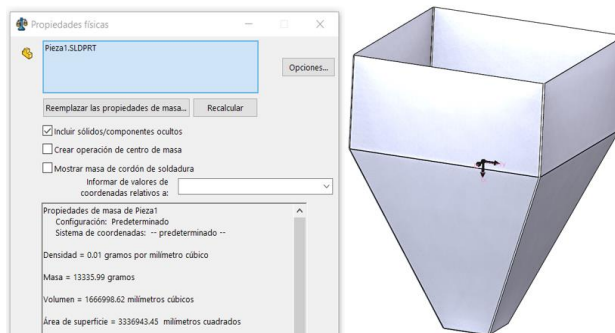 Propiedades físicas
Pieza1.SLDPRT
Opciones...
Reemplazar las propiedades de masa...
Recalcular
Incluir sólidos/componentes ocultos
Crear operación de centro de masa
Mostrar masa de cordón de soldadura
Informar de valores de
coordenadas relativos a:
Propiedades de masa de Pieza1
Configuración: Predeterminado
Sistema de coordenadas: -- predeterminado --
Densidad = 0.01 gramos por milímetro cúbico
Masa = 13335.99 gramos
Volumen = 1666998.62 milímetros cúbicos
Área de superficie = 3336943.45 milímetros cuadrados